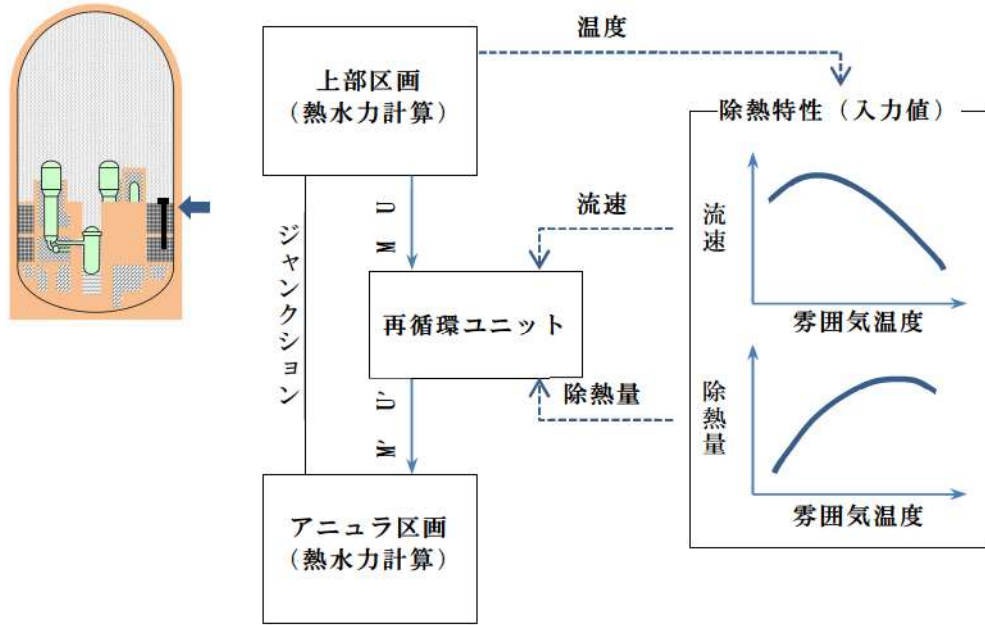 温度
上部区画
（熱水力計算）
除熱特性（入力値）
流速
雰囲気温度
除熱量
雰囲気温度
流速
除熱量
M U
ジャンクション
再循環ユニット
M' U'
アニュラ区画
（熱水力計算）